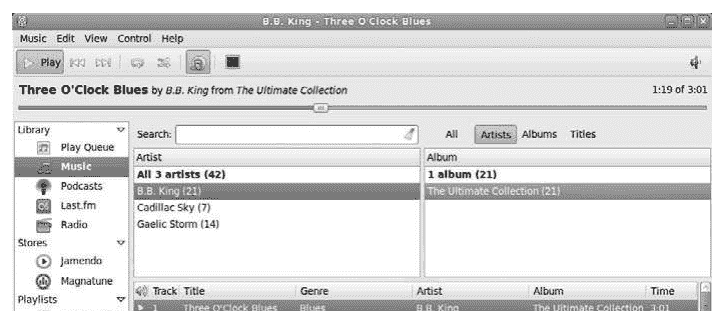 B.B. King - Three O'Clock Blues
Music Edit View Control Help
Play
Three O'Clock Blues by B.B. King from The Ultimate Collection 1:19 of 3:01
Library
Play Queue
Music
Podcasts
Last.fm
Radio
Stores
Jamendo
Magnatune
Playlists
Search: All Artists Albums Titles
Artist
All 3 artists (42)
B.B. King (21)
Cadillac Sky (7)
Gaelic Storm (14)
Album
1 album (21)
The Ultimate Collection (21)
Track Title Genre Artist Album Time
1 Three O'Clock Blues Blues B.B. King The Ultimate Collection 3:01